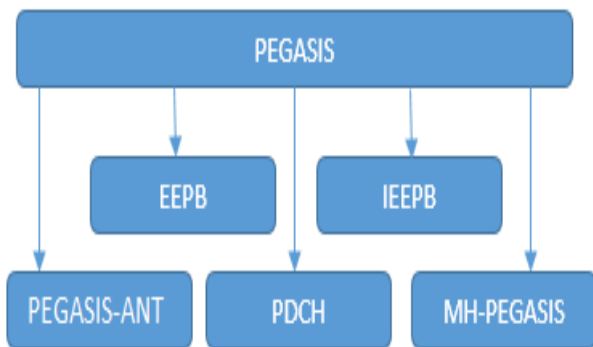 PEGASIS
EEPB
IEEPB
PEGASIS-ANT
PDCH
MH-PEGASIS